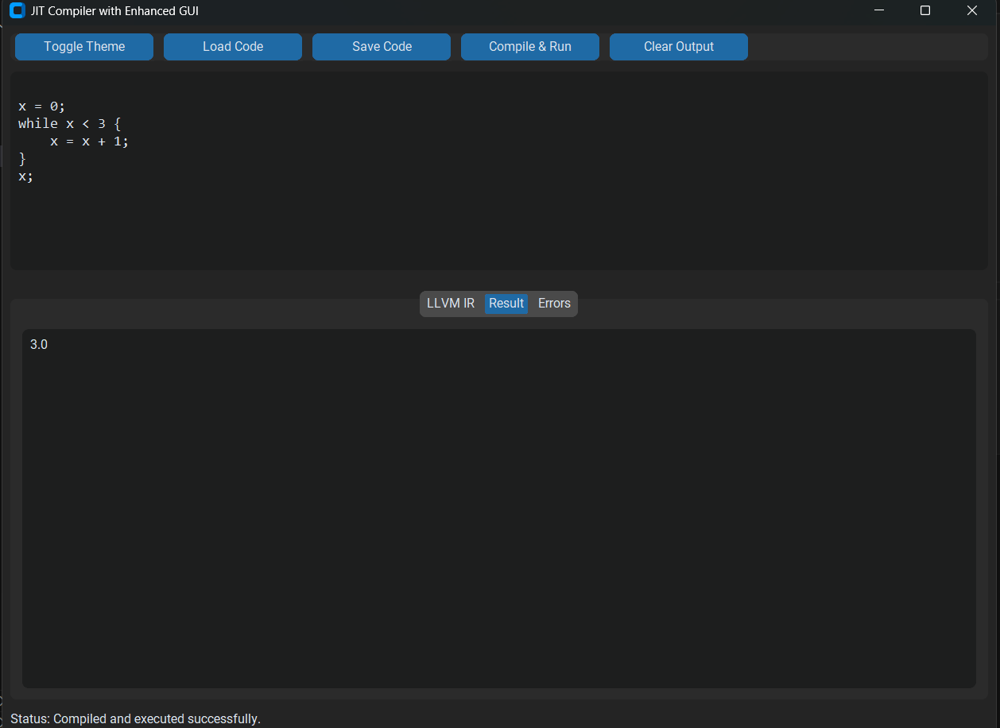 JIT Compiler with Enhanced GUI
Toggle Theme Load Code Save Code Compile & Run Clear Output
x = 0;
while x < 3 {
    x = x + 1;
}
x;
LLVM IR Result Errors
3.0
Status: Compiled and executed successfully.